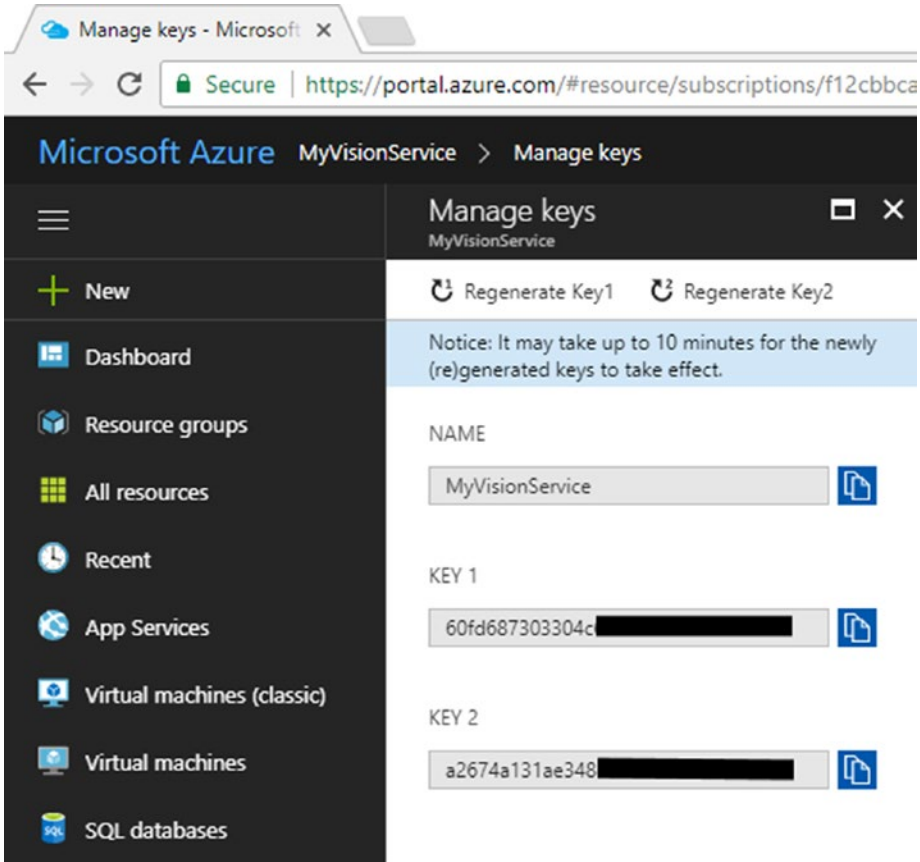 Manage keys - Microsoft
Secure | https://portal.azure.com/#resource/subscriptions/f12cbbca
Microsoft Azure MyVisionService > Manage keys
Manage keys
MyVisionService
New
Regenerate Key1 Regenerate Key2
Notice: It may take up to 10 minutes for the newly
(re)generated keys to take effect.
Dashboard
Resource groups
All resources
Recent
App Services
Virtual machines (classic)
Virtual machines
SQL databases
NAME
MyVisionService
KEY 1
60fd687303304c
KEY 2
a2674a131ae348